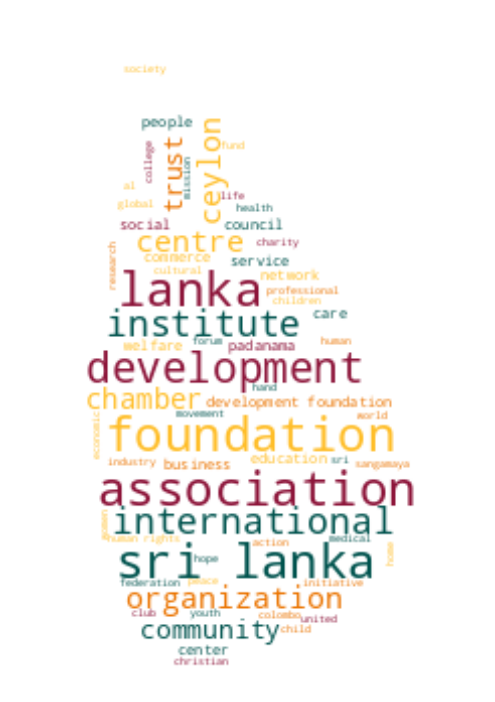 society
people
ceylon
trust
college
mission
fund
al
life
global
health
social
council
centre
charity
research
commerce
service
cultural
network
lanka
professional
children
institute
care
forum
human
welfare
padanama
development
hand
chamber
development foundation
movement
world
economic
foundation
education
sri
industry
business
sangamaya
association
international
women
human rights
action
medical
home
sri lanka
hope
federation
peace
initiative
organization
club
youth
colombo
united
community
child
center
christian